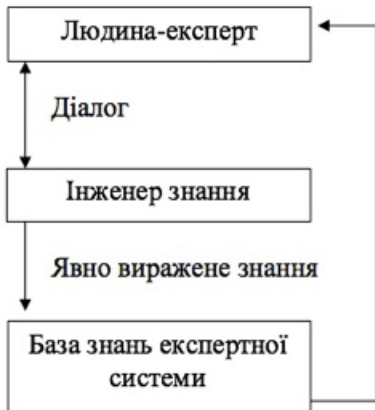 Людина-експерт
Діалог
Інженер знання
Явно виражене знання
База знань експертної
системи